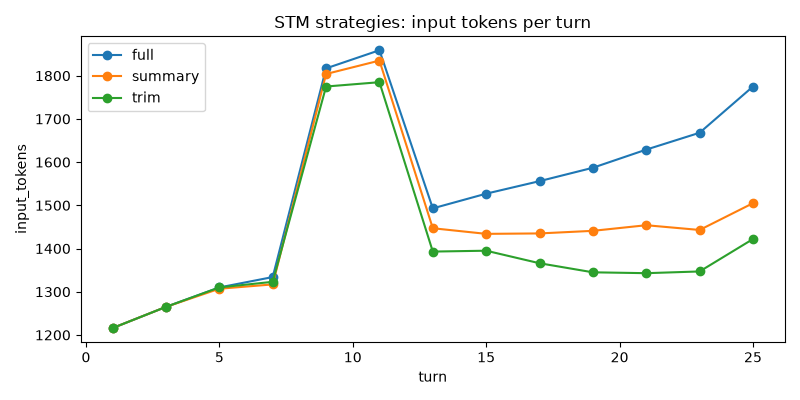 STM strategies: input tokens per turn
full
summary
trim
input_tokens
1800
1700
1600
1500
1400
1300
1200
0
5
10
15
20
25
turn